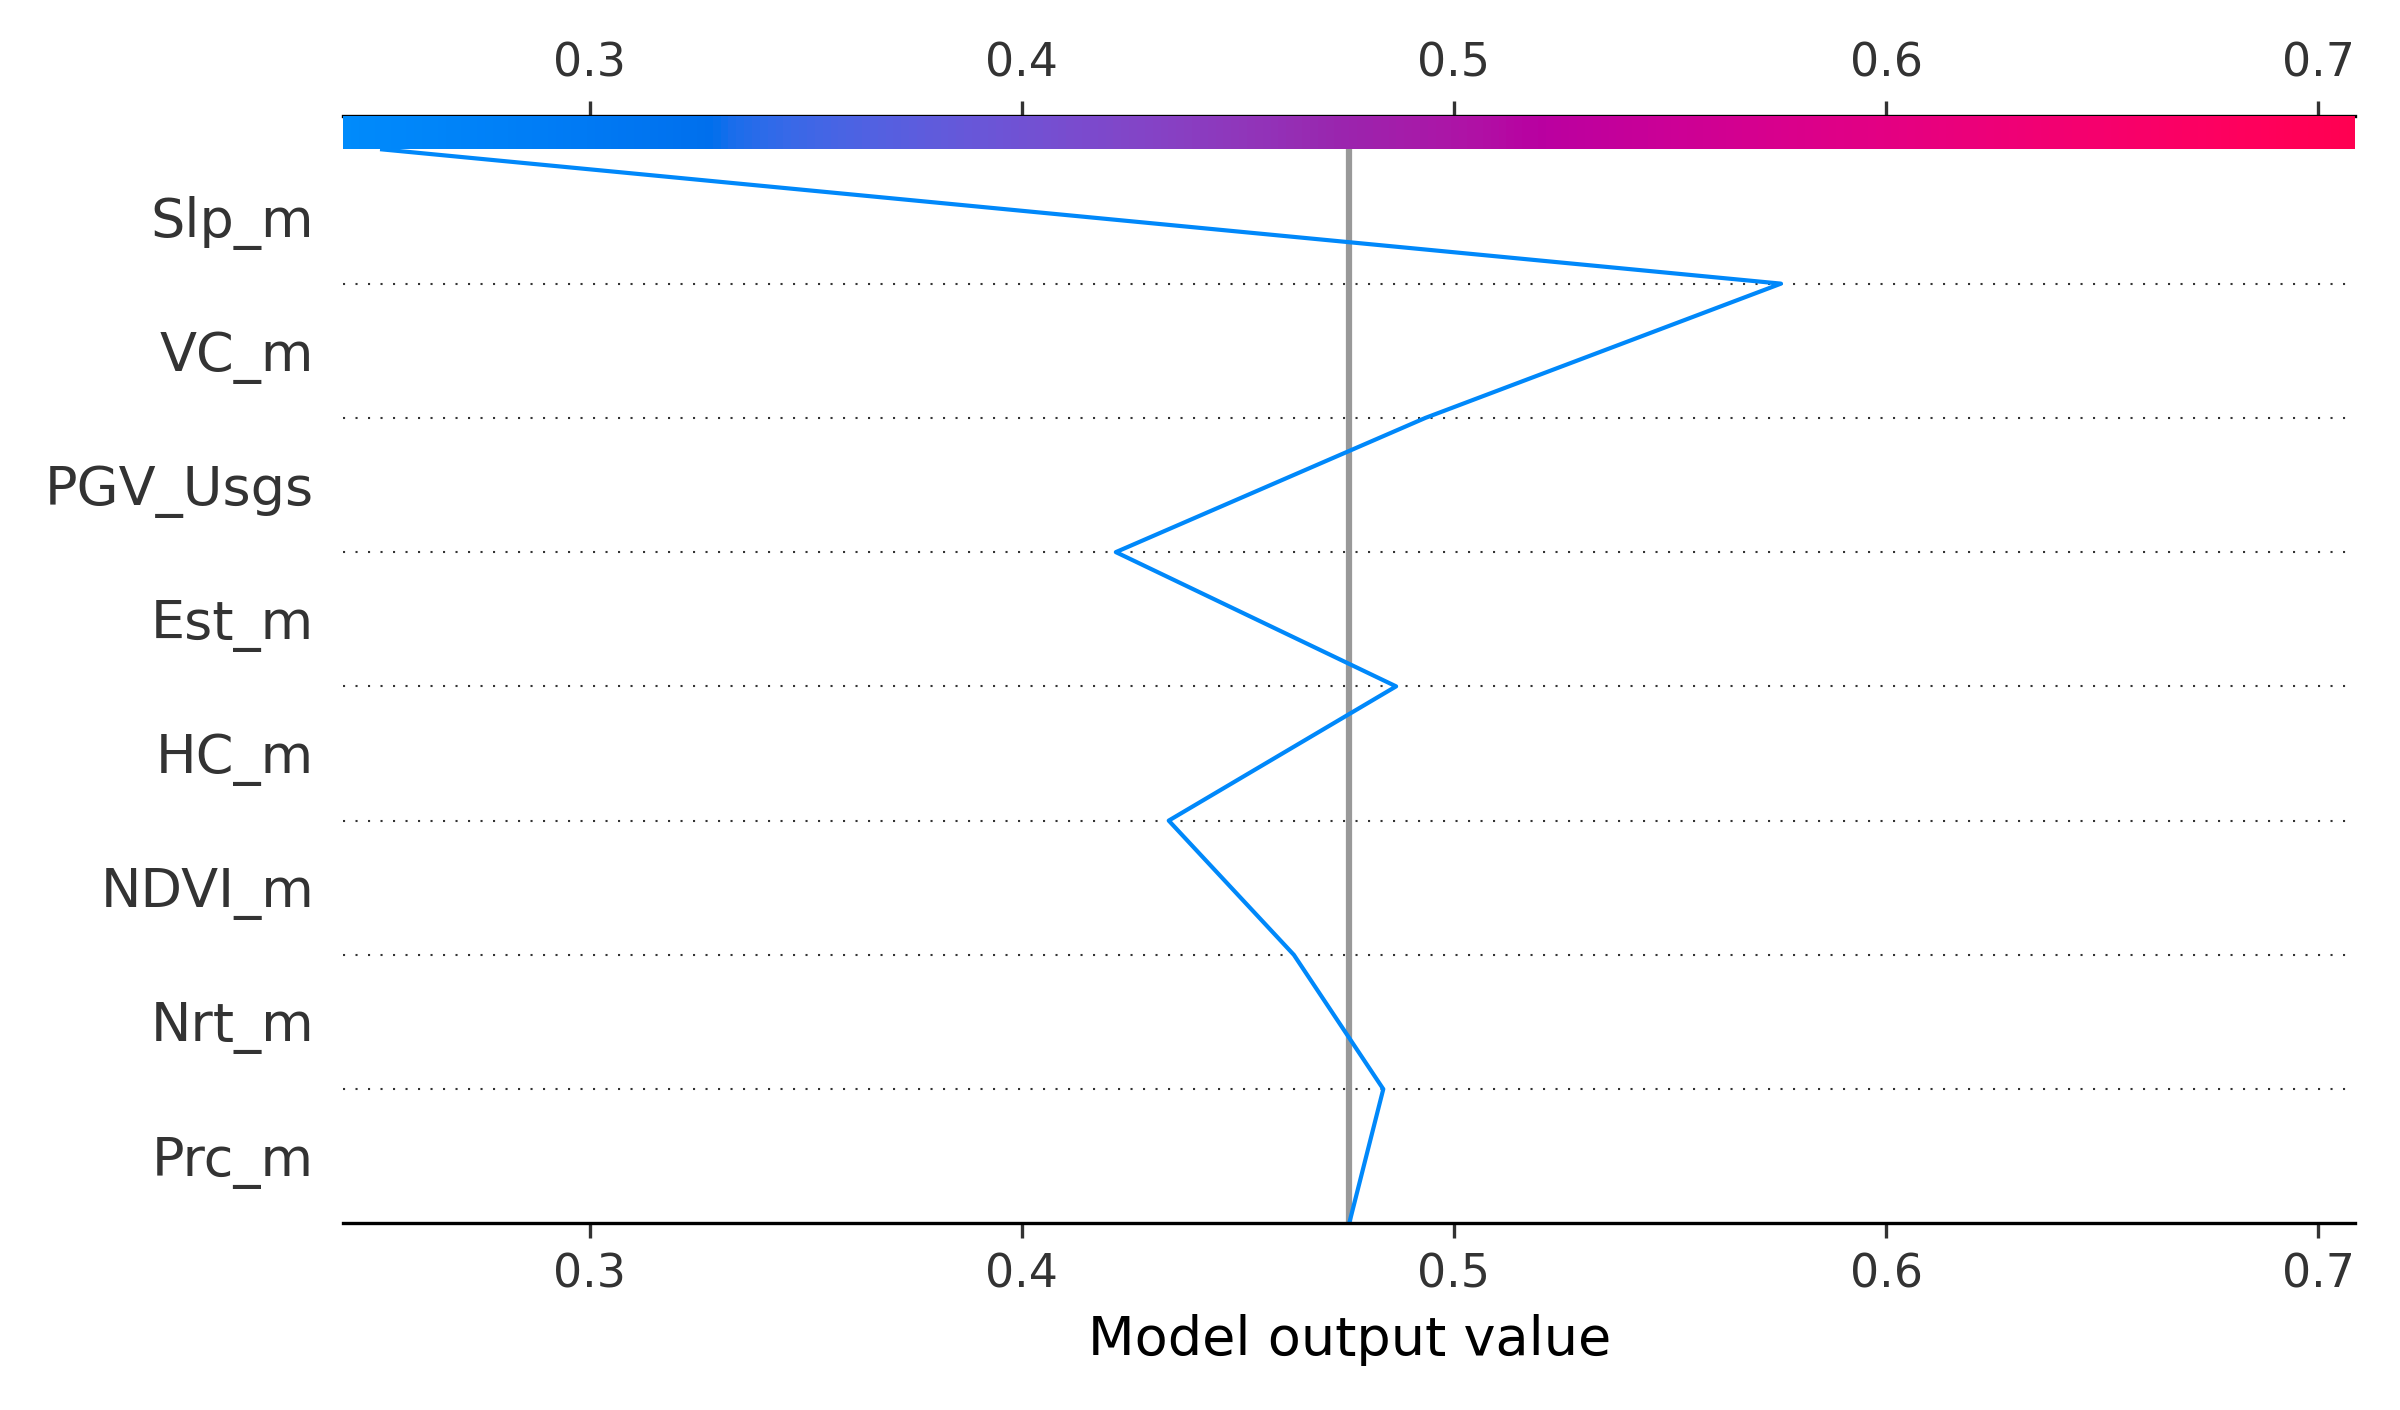 0.3 0.4 0.5 0.6 0.7
Slp_m
VC_m
PGV_Usgs
Est_m
HC_m
NDVI_m
Nrt_m
Prc_m
0.3 0.4 0.5 0.6 0.7
Model output value